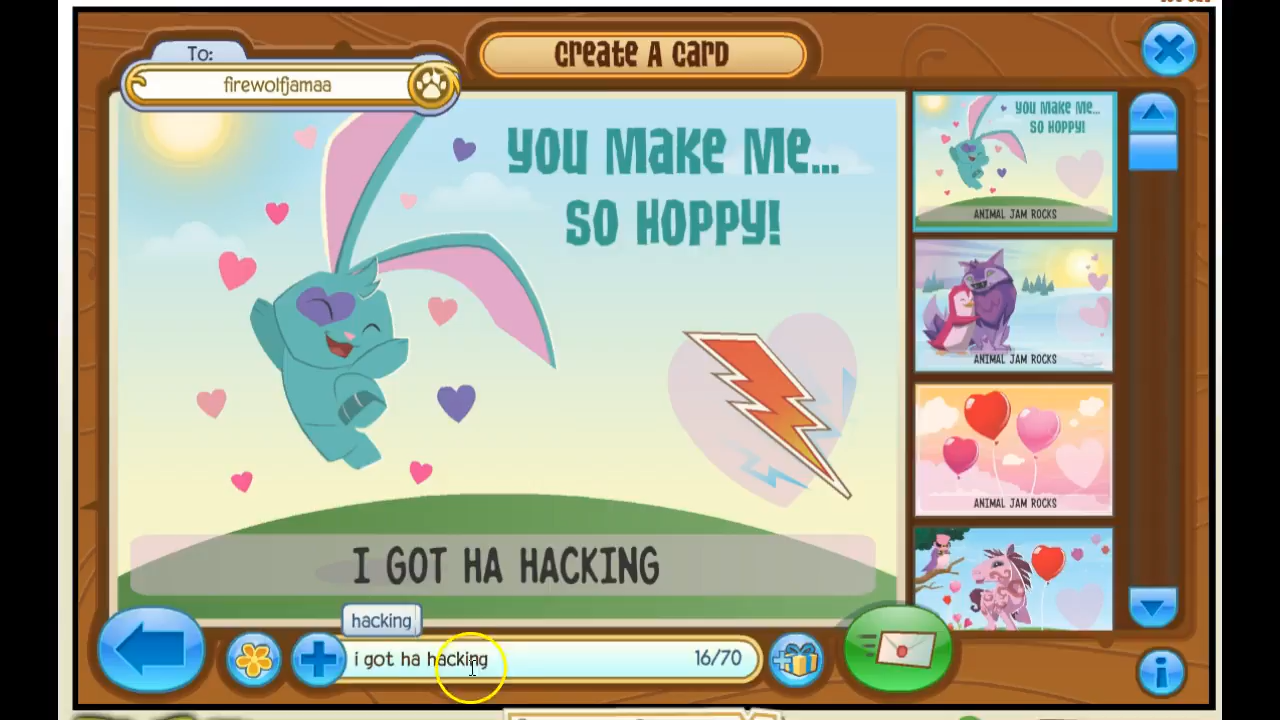 To:
firewolfjamaa
Create A Card
YOU MAKE ME...
SO HOPPY!
I GOT HA HACKING
YOU MAKE ME...
SO HOPPY!
ANIMAL JAM ROCKS
ANIMAL JAM ROCKS
ANIMAL JAM ROCKS
hacking
i got ha hacking
16/70